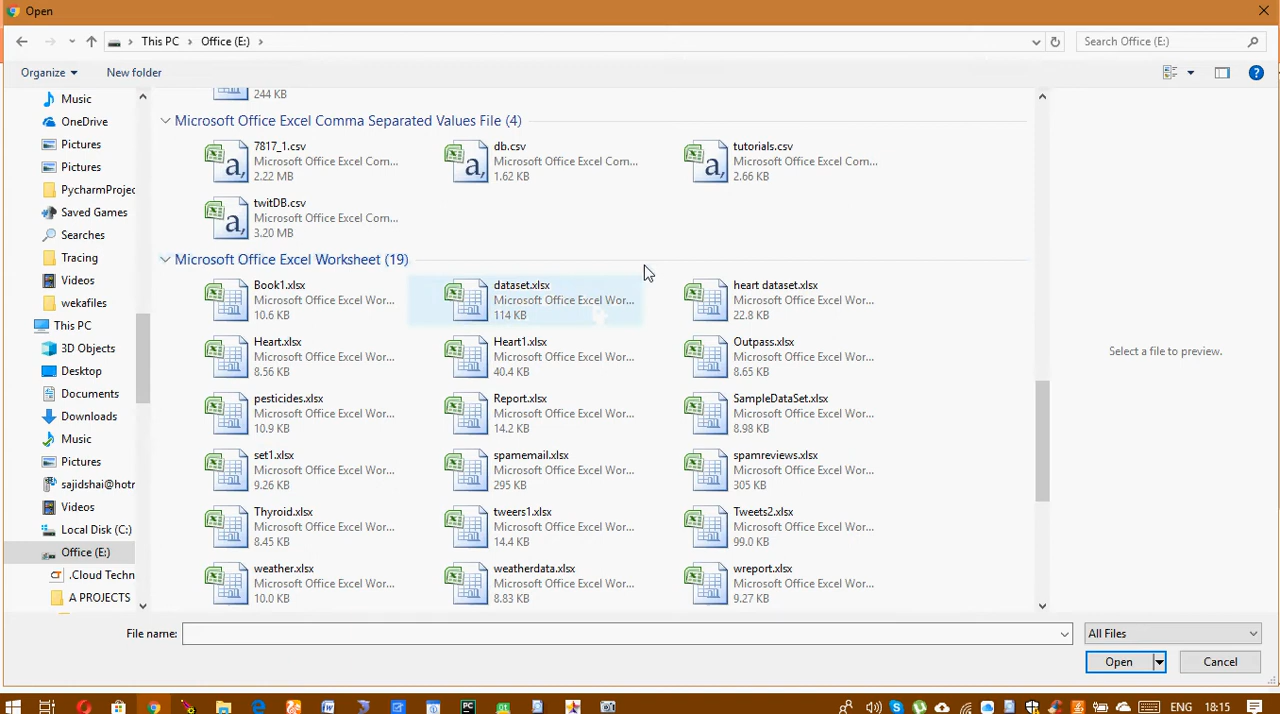 Open
This PC Office (E:)
Search Office (E:)
Organize
New folder
Music
OneDrive
Pictures
Pictures
PycharmProjec
Saved Games
Searches
Tracing
Videos
wekafiles
This PC
3D Objects
Desktop
Documents
Downloads
Music
Pictures
sajidshai@hotr
Videos
Local Disk (C:)
Office (E:)
.Cloud Techn
A PROJECTS
244 KB
Microsoft Office Excel Comma Separated Values File (4)
7817_1.csv
Microsoft Office Excel Com...
2.22 MB
db.csv
Microsoft Office Excel Com...
1.62 KB
tutorials.csv
Microsoft Office Excel Com...
2.66 KB
twitDB.csv
Microsoft Office Excel Com...
3.20 MB
Microsoft Office Excel Worksheet (19)
Book1.xlsx
Microsoft Office Excel Wor...
10.6 KB
dataset.xlsx
Microsoft Office Excel Wor...
114 KB
heart dataset.xlsx
Microsoft Office Excel Wor...
22.8 KB
Heart.xlsx
Microsoft Office Excel Wor...
8.56 KB
Heart1.xlsx
Microsoft Office Excel Wor...
40.4 KB
Outpass.xlsx
Microsoft Office Excel Wor...
8.65 KB
pesticides.xlsx
Microsoft Office Excel Wor...
10.9 KB
Report.xlsx
Microsoft Office Excel Wor...
14.2 KB
SampleDataSet.xlsx
Microsoft Office Excel Wor...
8.98 KB
set1.xlsx
Microsoft Office Excel Wor...
9.26 KB
spamemail.xlsx
Microsoft Office Excel Wor...
295 KB
spamreviews.xlsx
Microsoft Office Excel Wor...
305 KB
Thyroid.xlsx
Microsoft Office Excel Wor...
8.45 KB
tweers1.xlsx
Microsoft Office Excel Wor...
14.4 KB
Tweets2.xlsx
Microsoft Office Excel Wor...
99.0 KB
weather.xlsx
Microsoft Office Excel Wor...
10.0 KB
weatherdata.xlsx
Microsoft Office Excel Wor...
8.83 KB
wreport.xlsx
Microsoft Office Excel Wor...
9.27 KB
Select a file to preview.
File name:
All Files
Open
Cancel
ENG 18:15